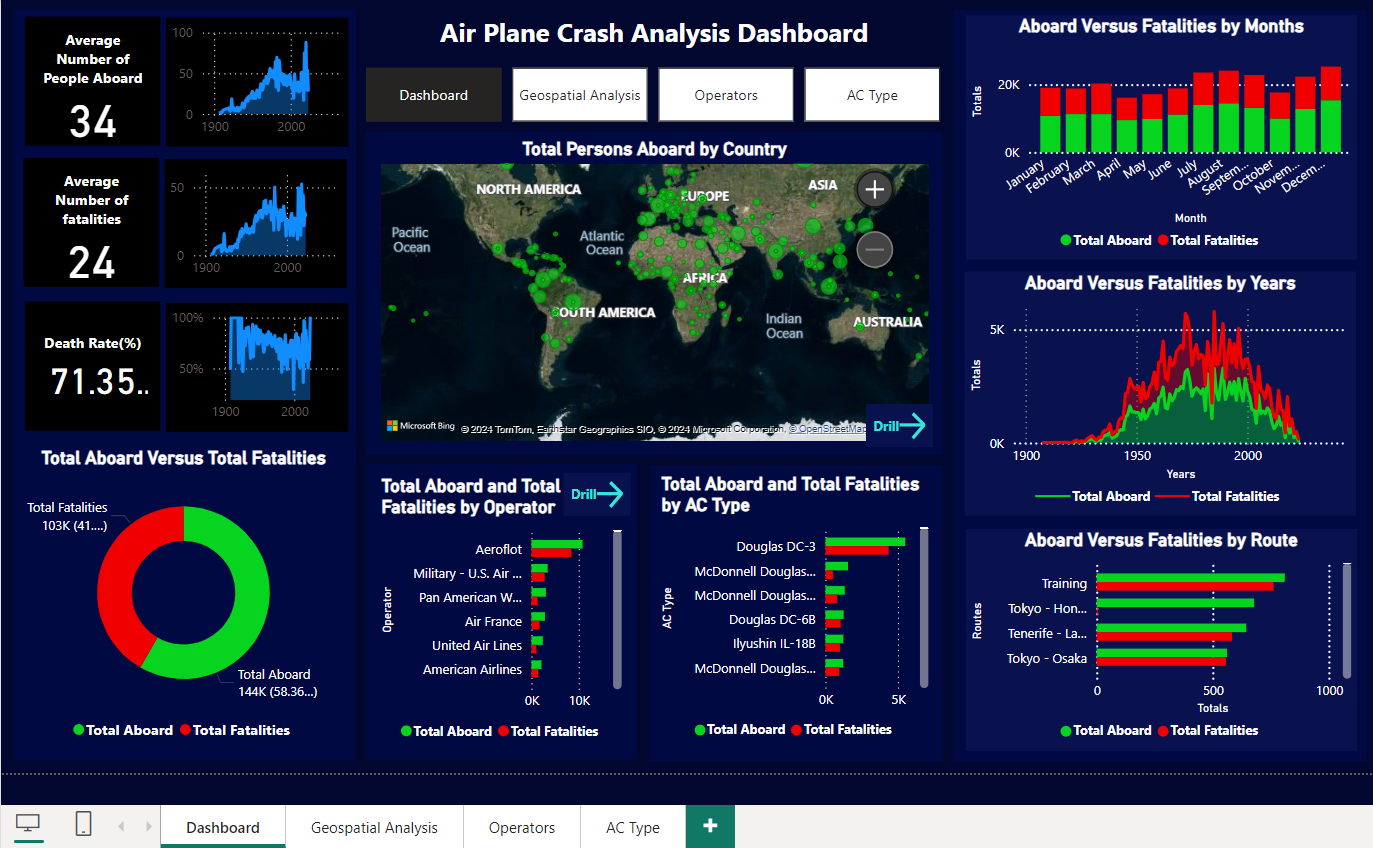 Average
Number of
People Aboard
34
100
50
0
1900
2000
Average
Number of
fatalities
24
50
0
1900
2000
Death Rate(%)
71.35..
100%
50%
1900
2000
Total Aboard Versus Total Fatalities
Total Fatalities
103K (41....)
Total Aboard
144K (58.36...)
Total Aboard
Total Fatalities
Air Plane Crash Analysis Dashboard
Dashboard
Geospatial Analysis
Operators
AC Type
Total Persons Aboard by Country
NORTH AMERICA
EUROPE
ASIA
Pacific
Ocean
Atlantic
Ocean
AFRICA
SOUTH AMERICA
Indian
Ocean
AUSTRALIA
Microsoft Bing
© 2024 TomTom, Earthstar Geographics SIO, © 2024 Microsoft Corporation, © OpenStreetMap
Drill
Total Aboard and Total
Fatalities by Operator
Drill
Operator
Aeroflot
Military - U.S. Air ...
Pan American W...
Air France
United Air Lines
American Airlines
0K
10K
Total Aboard
Total Fatalities
Total Aboard and Total Fatalities
by AC Type
AC Type
Douglas DC-3
McDonnell Douglas...
McDonnell Douglas...
Douglas DC-6B
Ilyushin IL-18B
McDonnell Douglas...
0K
5K
Total Aboard
Total Fatalities
Aboard Versus Fatalities by Months
Totals
20K
0K
January
February
March
April
May
June
July
August
Septem...
October
Novem...
Decem...
Month
Total Aboard
Total Fatalities
Aboard Versus Fatalities by Years
Totals
5K
0K
1900
1950
2000
Years
Total Aboard
Total Fatalities
Aboard Versus Fatalities by Route
Routes
Training
Tokyo - Hon...
Tenerife - La...
Tokyo - Osaka
0
500
1000
Totals
Total Aboard
Total Fatalities
Dashboard
Geospatial Analysis
Operators
AC Type